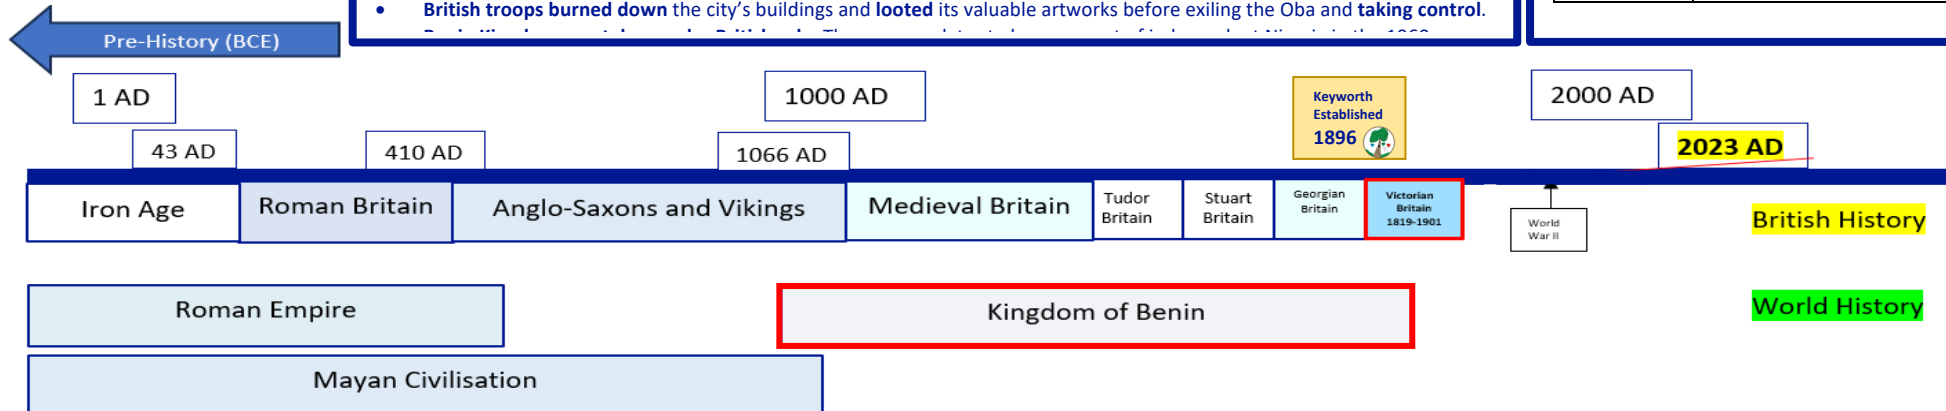 • British troops burned down the city's buildings and looted its valuable artworks before exiling the Oba and taking control.
Pre-History (BCE)
1 AD
1000 AD
Keyworth
Established
1896
2000 AD
43 AD
410 AD
1066 AD
2023 AD
Iron Age
Roman Britain
Anglo-Saxons and Vikings
Medieval Britain
Tudor
Britain
Stuart
Britain
Georgian
Britain
Victorian
Britain
1819-1901
World
War II
British History
Roman Empire
Kingdom of Benin
World History
Mayan Civilisation